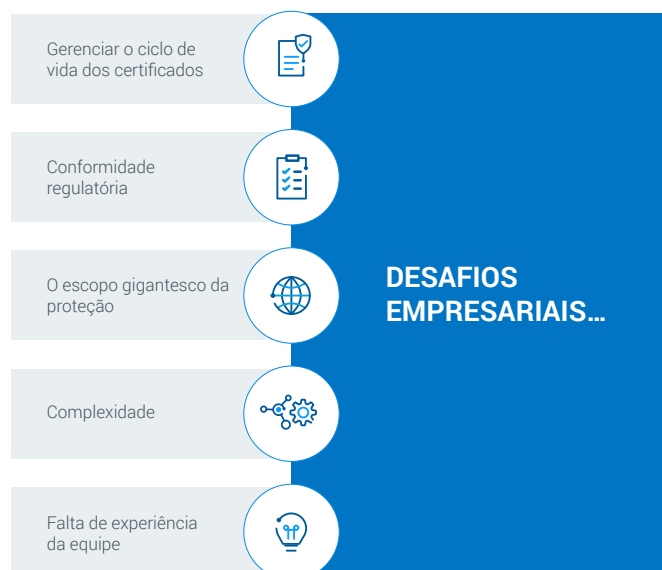 Gerenciar o ciclo de
vida dos certificados
Conformidade
regulatória
O escopo gigantesco da
proteção
DESAFIOS
EMPRESARIAIS…
Complexidade
Falta de experiência
da equipe